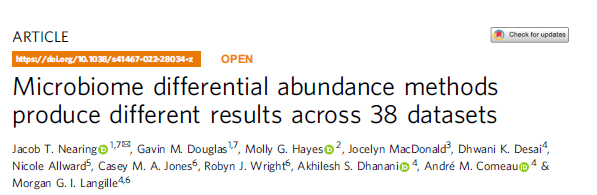 ARTICLE
Check for updates
https://doi.org/10.1038/s41467-022-28034-z
OPEN
Microbiome differential abundance methods
produce different results across 38 datasets
Jacob T. Nearing 1,7✉, Gavin M. Douglas1,7, Molly G. Hayes 2, Jocelyn MacDonald3, Dhwani K. Desai4,
Nicole Allward5, Casey M. A. Jones6, Robyn J. Wright6, Akhilesh S. Dhanani 4, André M. Comeau 4 &
Morgan G. I. Langille4,6